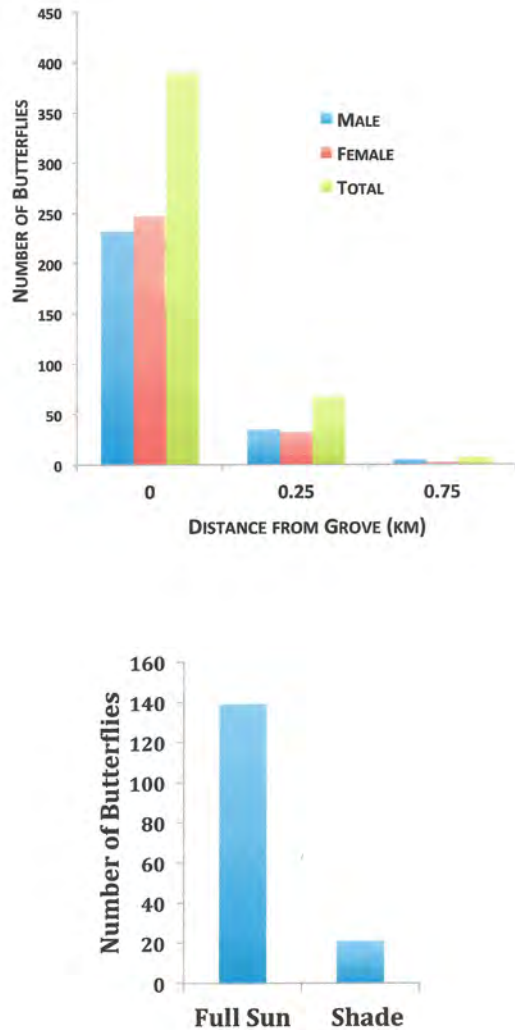 450
400
350
300
250
200
150
100
50
0
NUMBER OF BUTTERFLIES
MALE
FEMALE
TOTAL
0 0.25 0.75
DISTANCE FROM GROVE (KM)
160
140
120
100
80
60
40
20
0
Number of Butterflies
Full Sun Shade